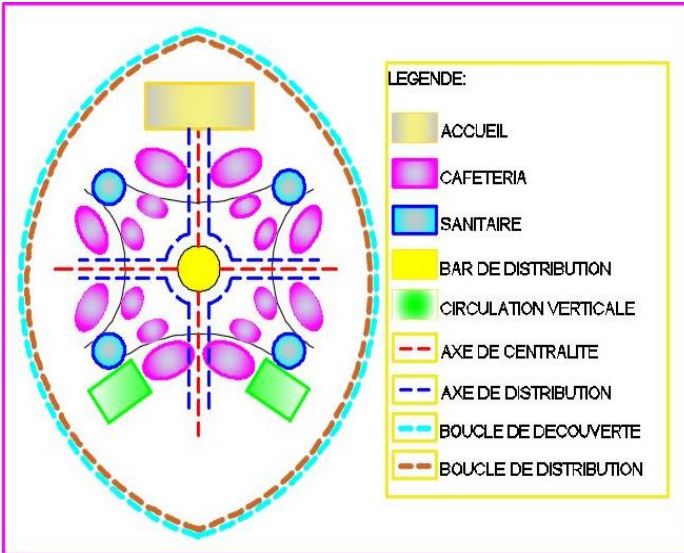 LEGENDE:
ACCUEIL
CAFETERIA
SANITAIRE
BAR DE DISTRIBUTION
CIRCULATION VERTICALE
AXE DE CENTRALITE
AXE DE DISTRIBUTION
BOUCLE DE DECOUVERTE
BOUCLE DE DISTRIBUTION